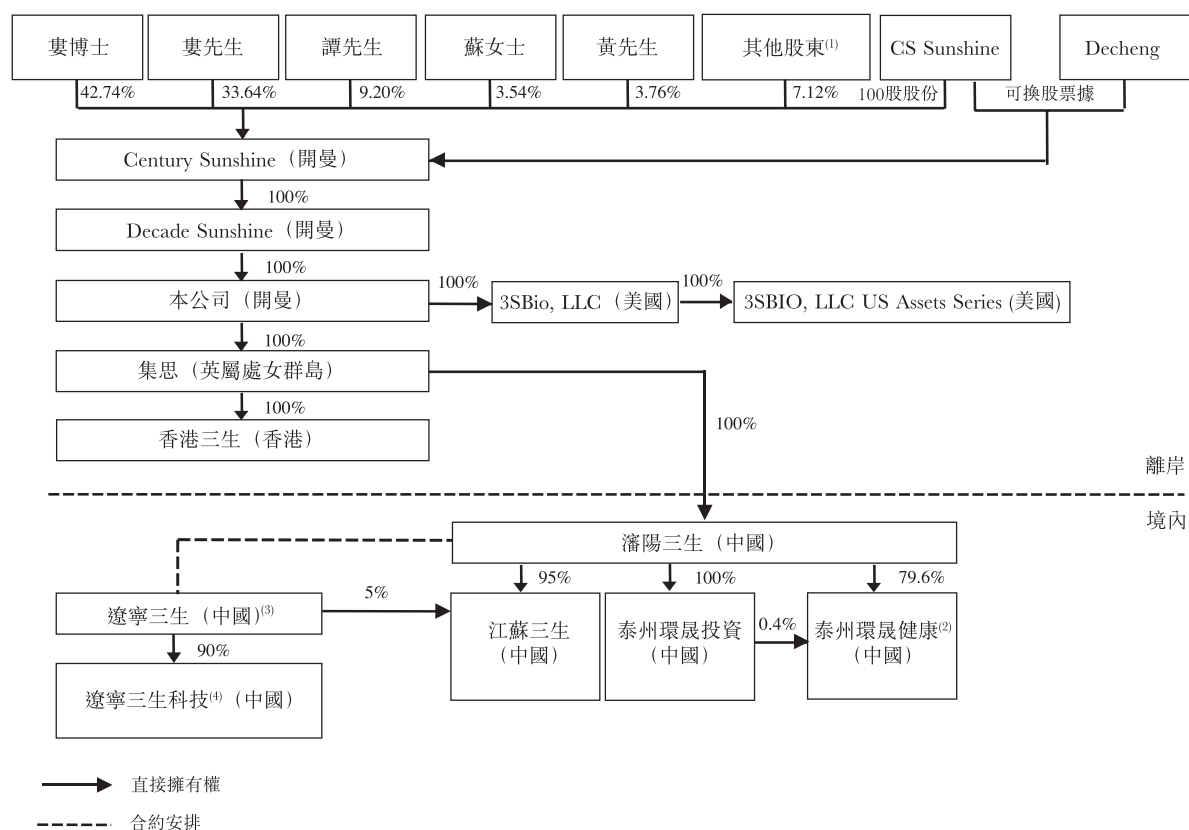 婁博士
婁先生
譚先生
蘇女士
黃先生
其他股東(1)
CS Sunshine
Decheng
42.74%
33.64%
9.20%
3.54%
3.76%
7.12%
100股股份
可換股票據
Century Sunshine（開曼）
100%
Decade Sunshine（開曼）
100%
本公司（開曼）
100%
3SBio, LLC（美國）
100%
3SBIO, LLC US Assets Series (美國)
100%
集思（英屬處女群島）
100%
香港三生（香港）
100%
離岸
境內
瀋陽三生（中國）
95%
100%
79.6%
遼寧三生（中國）(3)
5%
江蘇三生
（中國）
泰州環晟投資
（中國）
0.4%
泰州環晟健康(2)
（中國）
90%
遼寧三生科技(4)（中國）
直接擁有權
合約安排